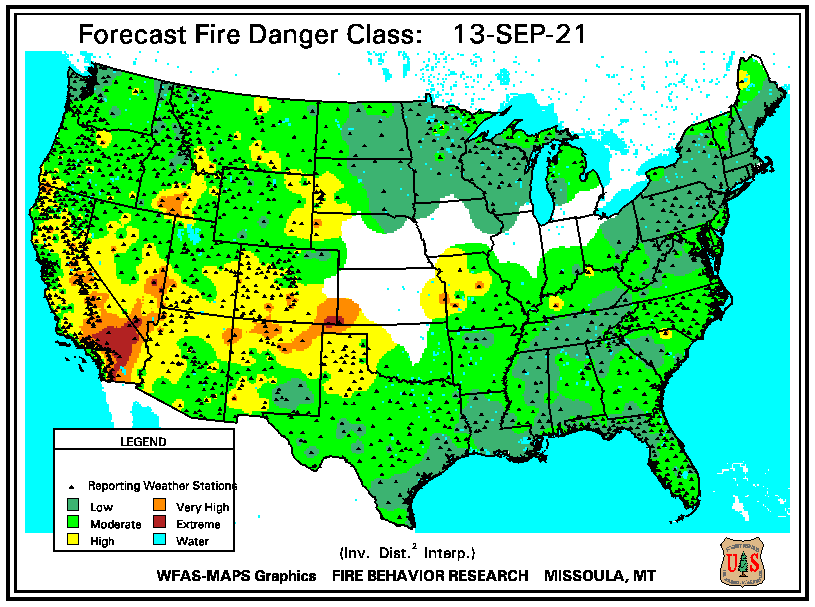 Forecast Fire Danger Class: 13-SEP-21
LEGEND
Reporting Weather Stations
Low
Very High
Moderate
Extreme
High
Water
(Inv. Dist.² Interp.)
WFAS-MAPS Graphics FIRE BEHAVIOR RESEARCH MISSOULA, MT
U S